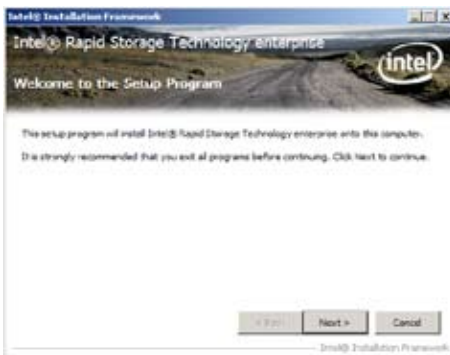 Intel® Installation Framework
Intel® Rapid Storage Technology enterprise
intel
Welcome to the Setup Program
This setup program will install Intel® Rapid Storage Technology enterprise onto this computer.
It is strongly recommended that you exit all programs before continuing. Click Next to continue.
< Back
Next >
Cancel
Intel® Installation Framework